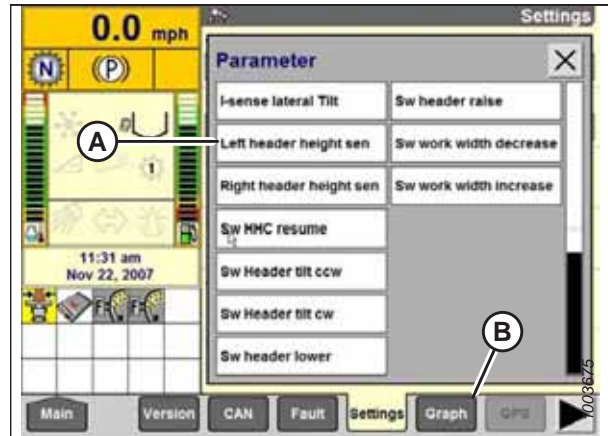 0.0 mph
Settings
N
(P)
Parameter
I-sense lateral Tilt
Sw header raise
A
Left header height sen
Sw work width decrease
1
Right header height sen
Sw work width increase
Sw HHC resume
11:31 am
Nov 22, 2007
Sw Header tilt ccw
Sw Header tilt cw
B
Sw header lower
1003675
Main
Version
CAN
Fault
Settings
Graph
GPS